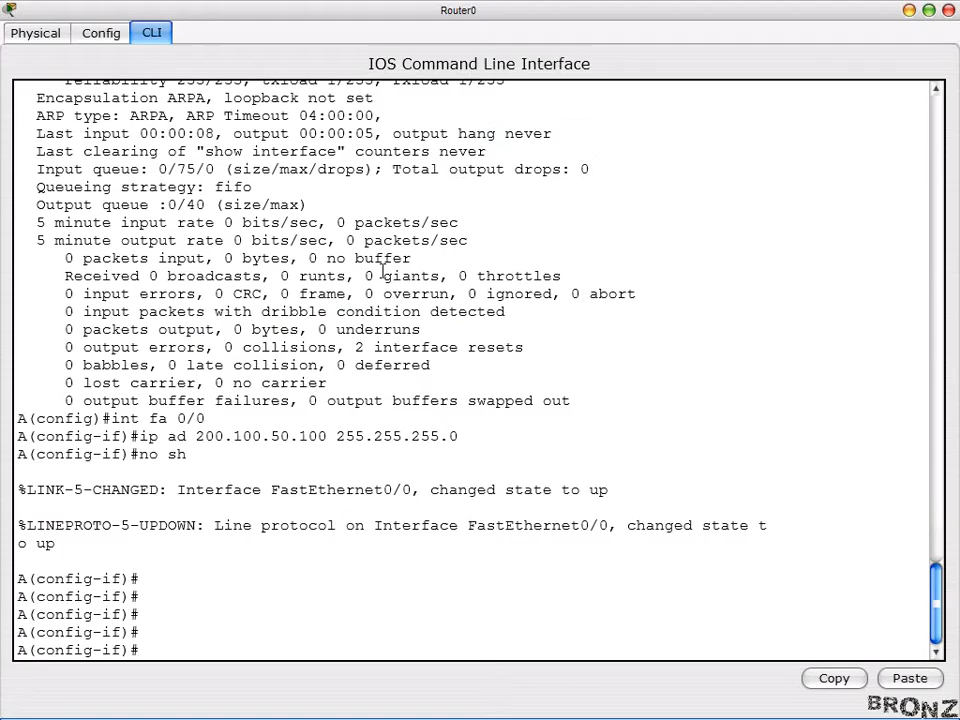 Router0
Physical Config CLI
IOS Command Line Interface
reliability 255/255, txload 1/255, rxload 1/255
Encapsulation ARPA, loopback not set
ARP type: ARPA, ARP Timeout 04:00:00,
Last input 00:00:08, output 00:00:05, output hang never
Last clearing of "show interface" counters never
Input queue: 0/75/0 (size/max/drops); Total output drops: 0
Queueing strategy: fifo
Output queue :0/40 (size/max)
5 minute input rate 0 bits/sec, 0 packets/sec
5 minute output rate 0 bits/sec, 0 packets/sec
0 packets input, 0 bytes, 0 no buffer
Received 0 broadcasts, 0 runts, 0 giants, 0 throttles
0 input errors, 0 CRC, 0 frame, 0 overrun, 0 ignored, 0 abort
0 input packets with dribble condition detected
0 packets output, 0 bytes, 0 underruns
0 output errors, 0 collisions, 2 interface resets
0 babbles, 0 late collision, 0 deferred
0 lost carrier, 0 no carrier
0 output buffer failures, 0 output buffers swapped out
A(config)#int fa 0/0
A(config-if)#ip ad 200.100.50.100 255.255.255.0
A(config-if)#no sh
%LINK-5-CHANGED: Interface FastEthernet0/0, changed state to up
%LINEPROTO-5-UPDOWN: Line protocol on Interface FastEthernet0/0, changed state t
o up
A(config-if)#
A(config-if)#
A(config-if)#
A(config-if)#
A(config-if)#
Copy Paste
BRONZ